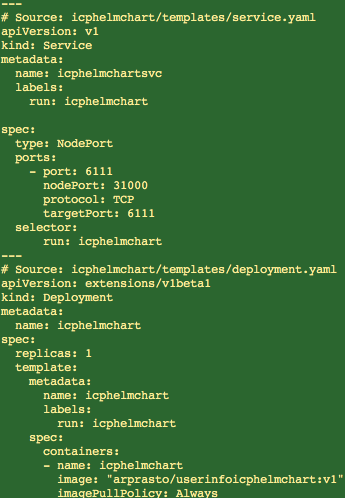 ---
# Source: icphelmchart/templates/service.yaml
apiVersion: v1
kind: Service
metadata:
  name: icphelmchartsvc
  labels:
    run: icphelmchart

spec:
  type: NodePort
  ports:
    - port: 6111
      nodePort: 31000
      protocol: TCP
      targetPort: 6111
  selector:
      run: icphelmchart
---
# Source: icphelmchart/templates/deployment.yaml
apiVersion: extensions/v1beta1
kind: Deployment
metadata:
  name: icphelmchart
spec:
  replicas: 1
  template:
    metadata:
      name: icphelmchart
      labels:
        run: icphelmchart
    spec:
      containers:
      - name: icphelmchart
        image: "arprasto/userinfoicphelmchart:v1"
        imagePullPolicy: Always